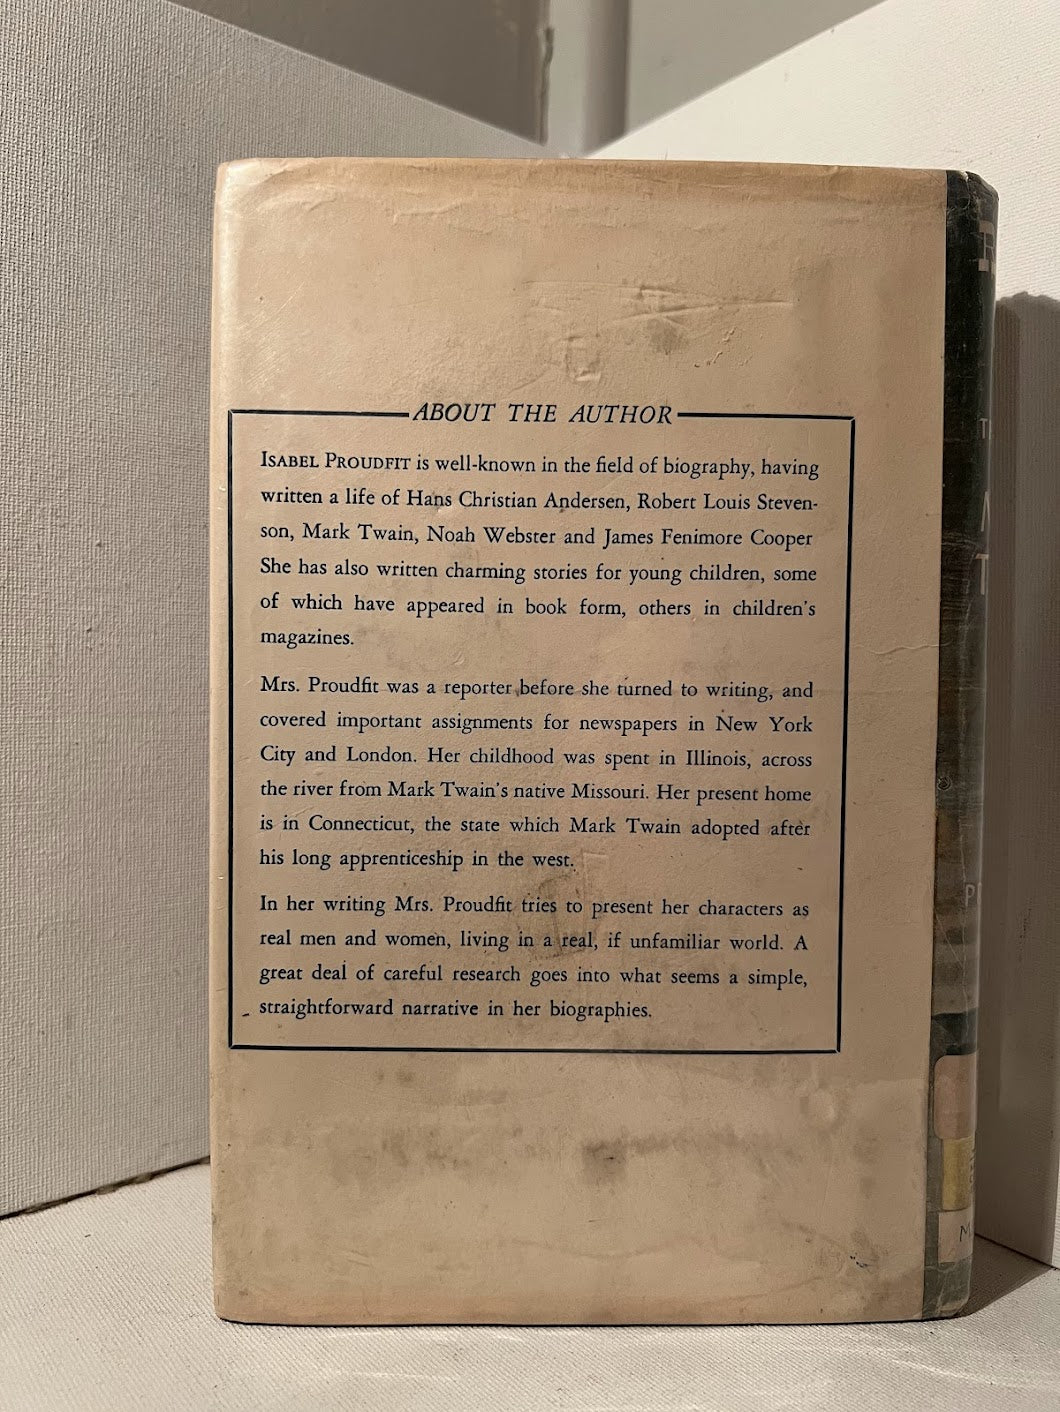 ABOUT THE AUTHOR
ISABEL PROUDFIT is well-known in the field of biography, having
written a life of Hans Christian Andersen, Robert Louis Steven-
son, Mark Twain, Noah Webster and James Fenimore Cooper
She has also written charming stories for young children, some
of which have appeared in book form, others in children's
magazines.
Mrs. Proudfit was a reporter before she turned to writing, and
covered important assignments for newspapers in New York
City and London. Her childhood was spent in Illinois, across
the river from Mark Twain's native Missouri. Her present home
is in Connecticut, the state which Mark Twain adopted after
his long apprenticeship in the west.
In her writing Mrs. Proudfit tries to present her characters as
real men and women, living in a real, if unfamiliar world. A
great deal of careful research goes into what seems a simple,
straightforward narrative in her biographies.